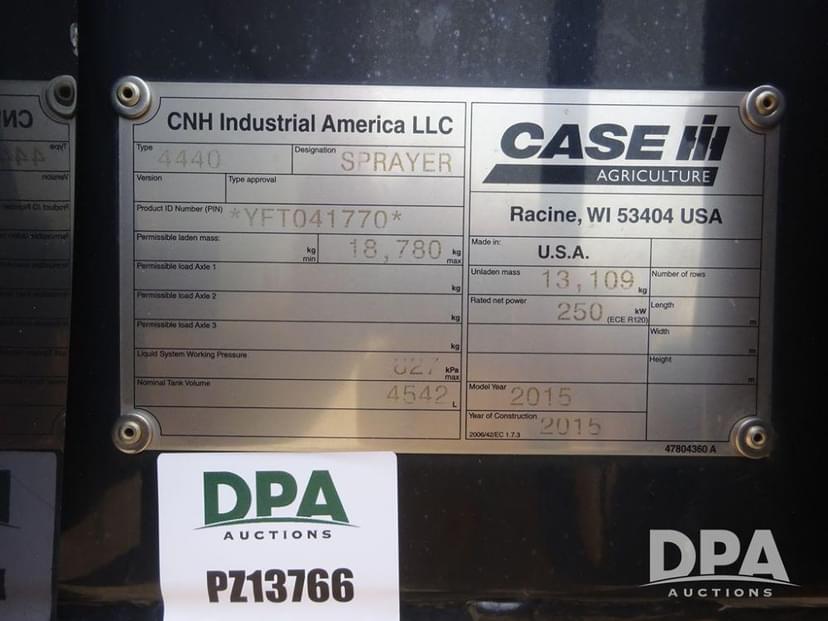 CNH Industrial America LLC
Type 4440 Designation SPRAYER
Version Type approval
Product ID Number (PIN) *YFT041770*
Permissible laden mass: kg min 18,780 kg max
Permissible load Axle 1 kg
Permissible load Axle 2 kg
Permissible load Axle 3 kg
Liquid System Working Pressure 827 kPa max
Nominal Tank Volume 4542 L
CASE IH
AGRICULTURE
Racine, WI 53404 USA
Made in: U.S.A.
Unladen mass 13,109 kg Number of rows
Rated net power 250 kW (ECE R120) Length m
Width m
Height m
Model Year 2015
Year of Construction 2015
2006/42/EC 1.7.3
47804360 A
DPA
AUCTIONS
PZ13766
DPA
AUCTIONS